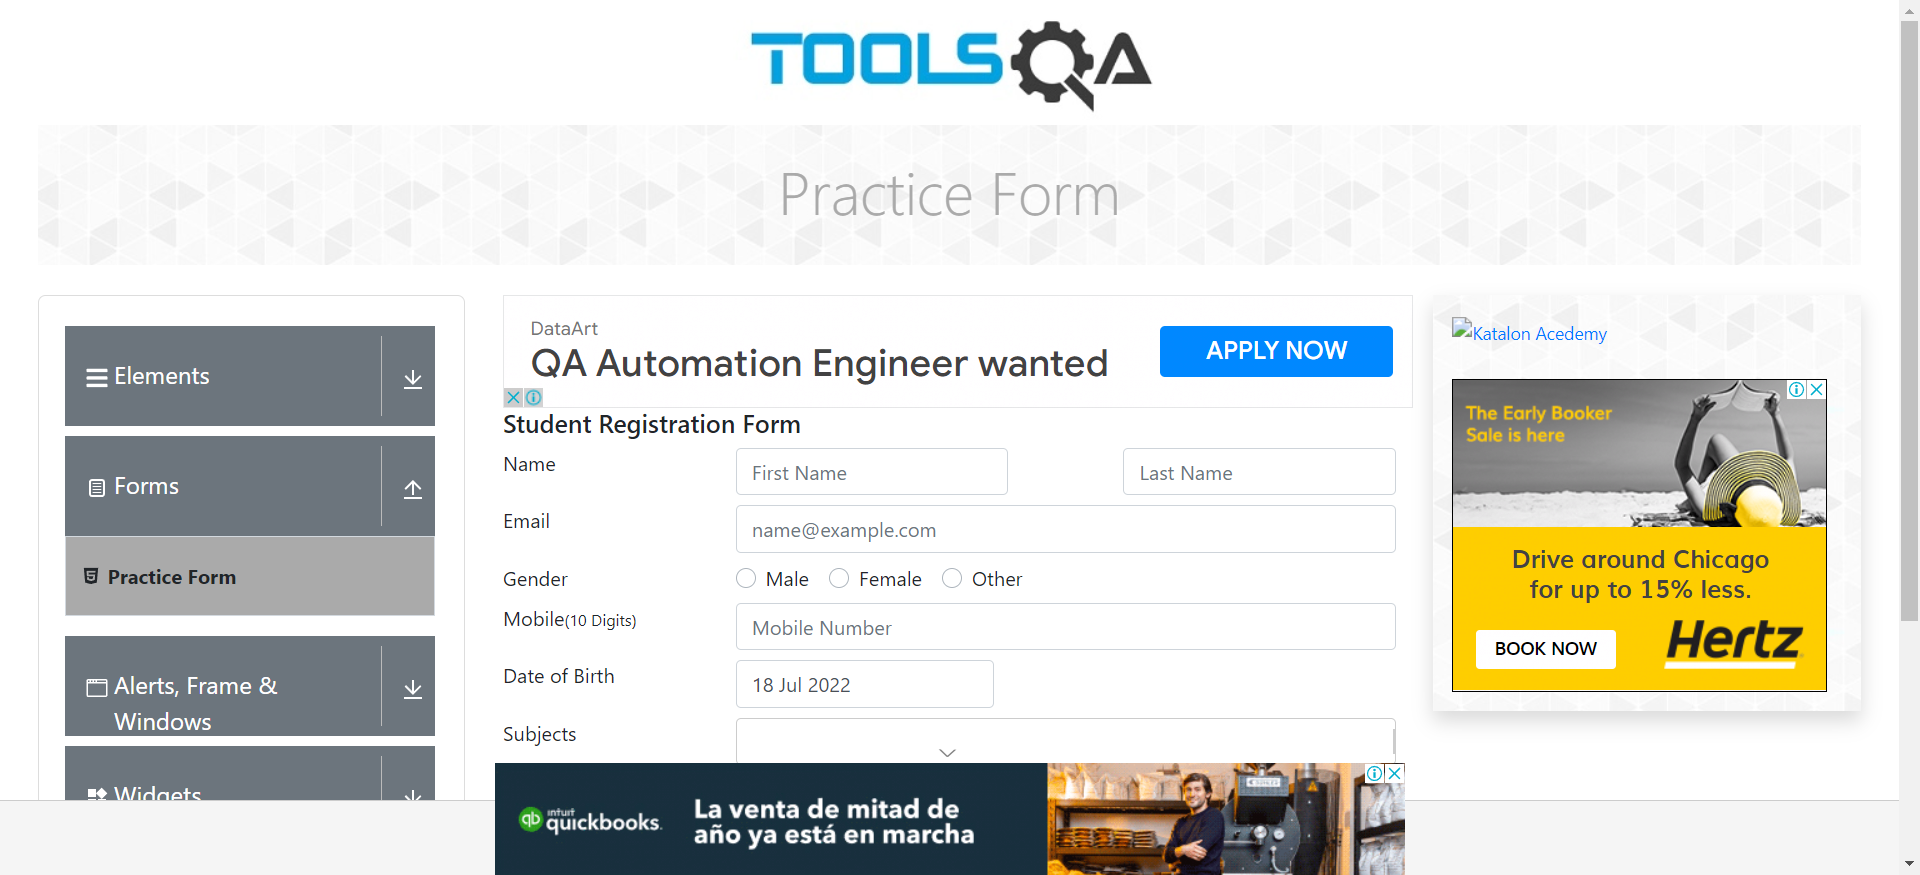 TOOLSQA
Practice Form
Elements
Forms
Practice Form
Alerts, Frame &
Windows
Widgets
DataArt
QA Automation Engineer wanted
APPLY NOW
Student Registration Form
Name
First Name
Last Name
Email
name@example.com
Gender
Male
Female
Other
Mobile(10 Digits)
Mobile Number
Date of Birth
18 Jul 2022
Subjects
Katalon Acedemy
The Early Booker
Sale is here
Drive around Chicago
for up to 15% less.
BOOK NOW
Hertz
intuit
quickbooks.
La venta de mitad de
año ya está en marcha